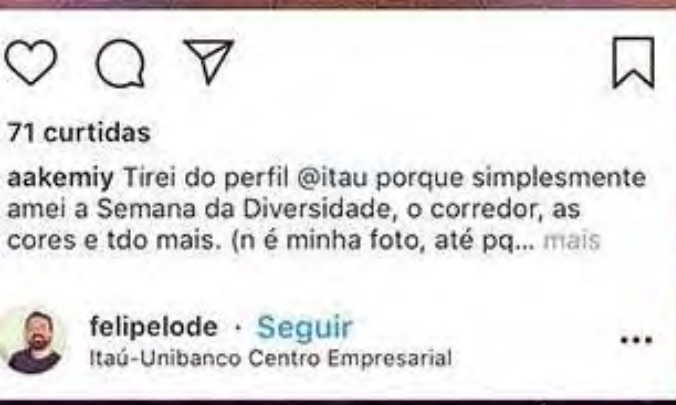 71 curtidas
aakemiy Tirei do perfil @itau porque simplesmente
amei a Semana da Diversidade, o corredor, as
cores e tdo mais. (n é minha foto, até pq... mais
felipelode · Seguir
Itaú-Unibanco Centro Empresarial